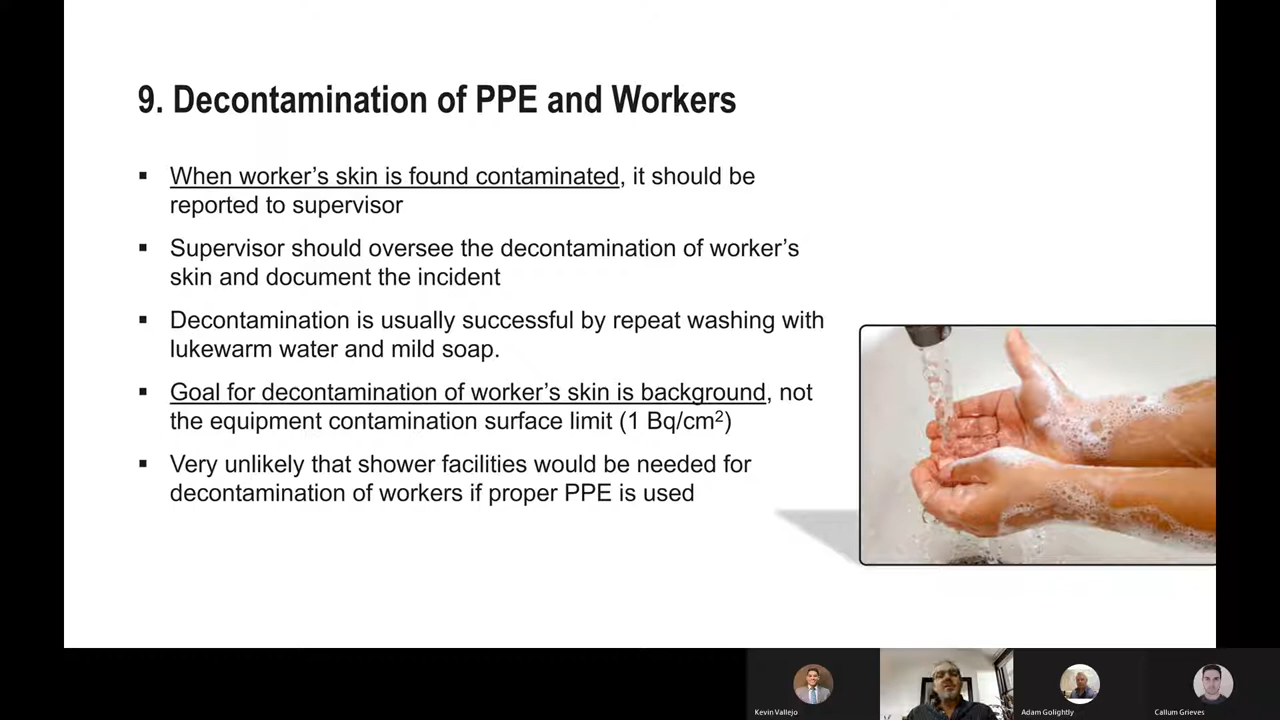 9. Decontamination of PPE and Workers
▪ When worker’s skin is found contaminated, it should be
reported to supervisor
▪ Supervisor should oversee the decontamination of worker’s
skin and document the incident
▪ Decontamination is usually successful by repeat washing with
lukewarm water and mild soap.
▪ Goal for decontamination of worker’s skin is background, not
the equipment contamination surface limit (1 Bq/cm²)
▪ Very unlikely that shower facilities would be needed for
decontamination of workers if proper PPE is used
Kevin Vallejo
Adam Golightly
Callum Grieves